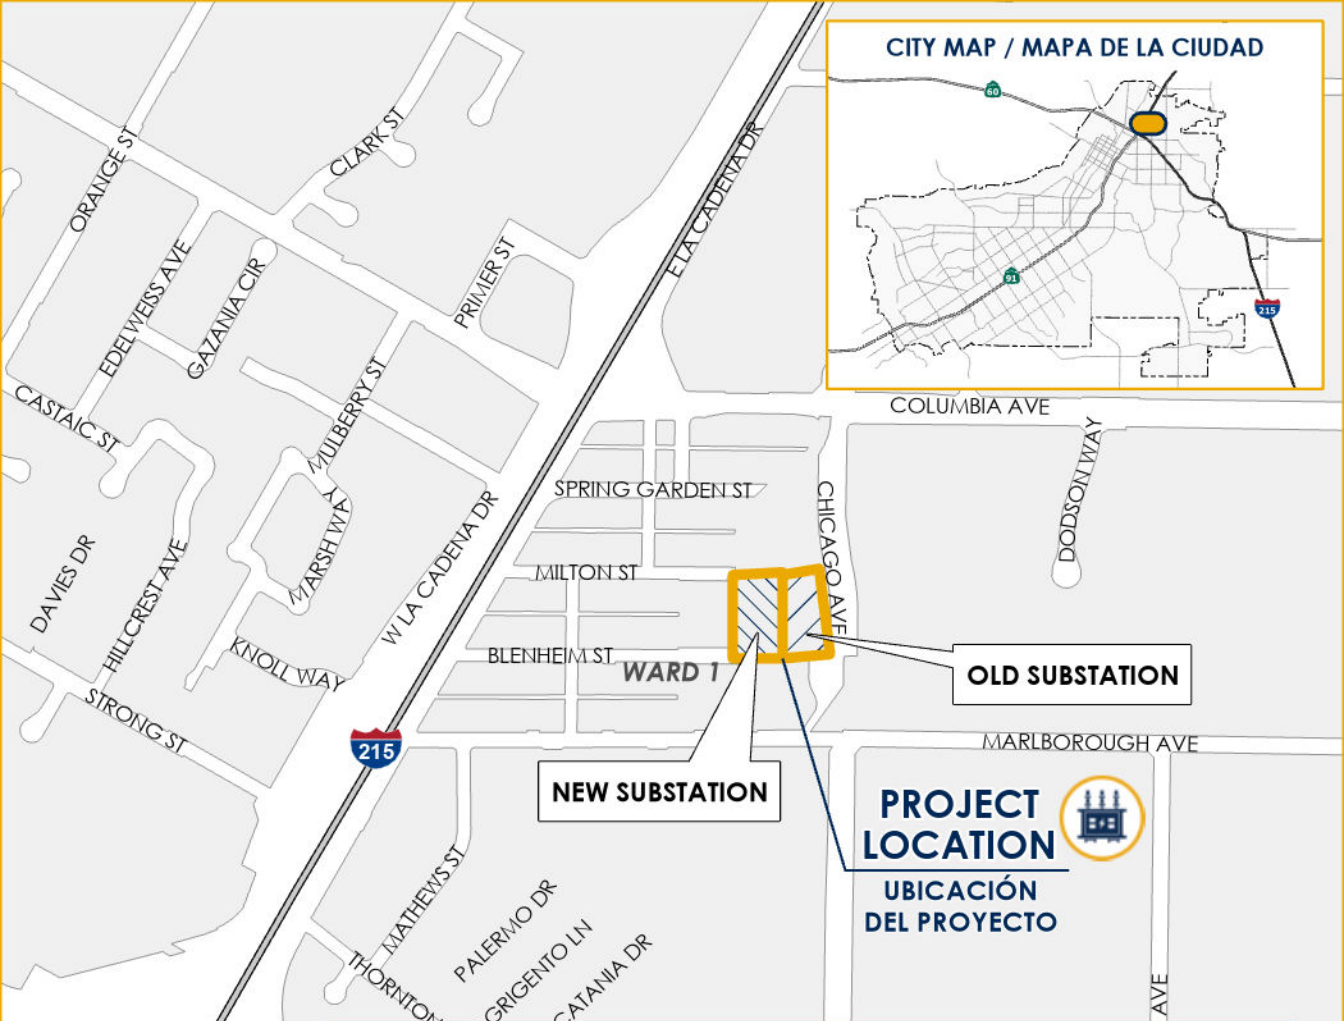 CITY MAP / MAPA DE LA CIUDAD
60
91
215
ORANGE ST
CLARK ST
E LA CADENA DR
EDELWEISS AVE
GAZANIA CIR
PRIMER ST
CASTAIC ST
MULBERRY ST
COLUMBIA AVE
DODSON WAY
SPRING GARDEN ST
CHICAGO AVE
MARSH WAY
W LA CADENA DR
DAVIES DR
HILLCREST AVE
MILTON ST
KNOLL WAY
BLENHEIM ST
WARD 1
OLD SUBSTATION
STRONG ST
215
MARLBOROUGH AVE
NEW SUBSTATION
PROJECT
LOCATION
UBICACIÓN
DEL PROYECTO
MATHEWS ST
PALERMO DR
GRIGENTO LN
CATANIA DR
THORNTON
AVE